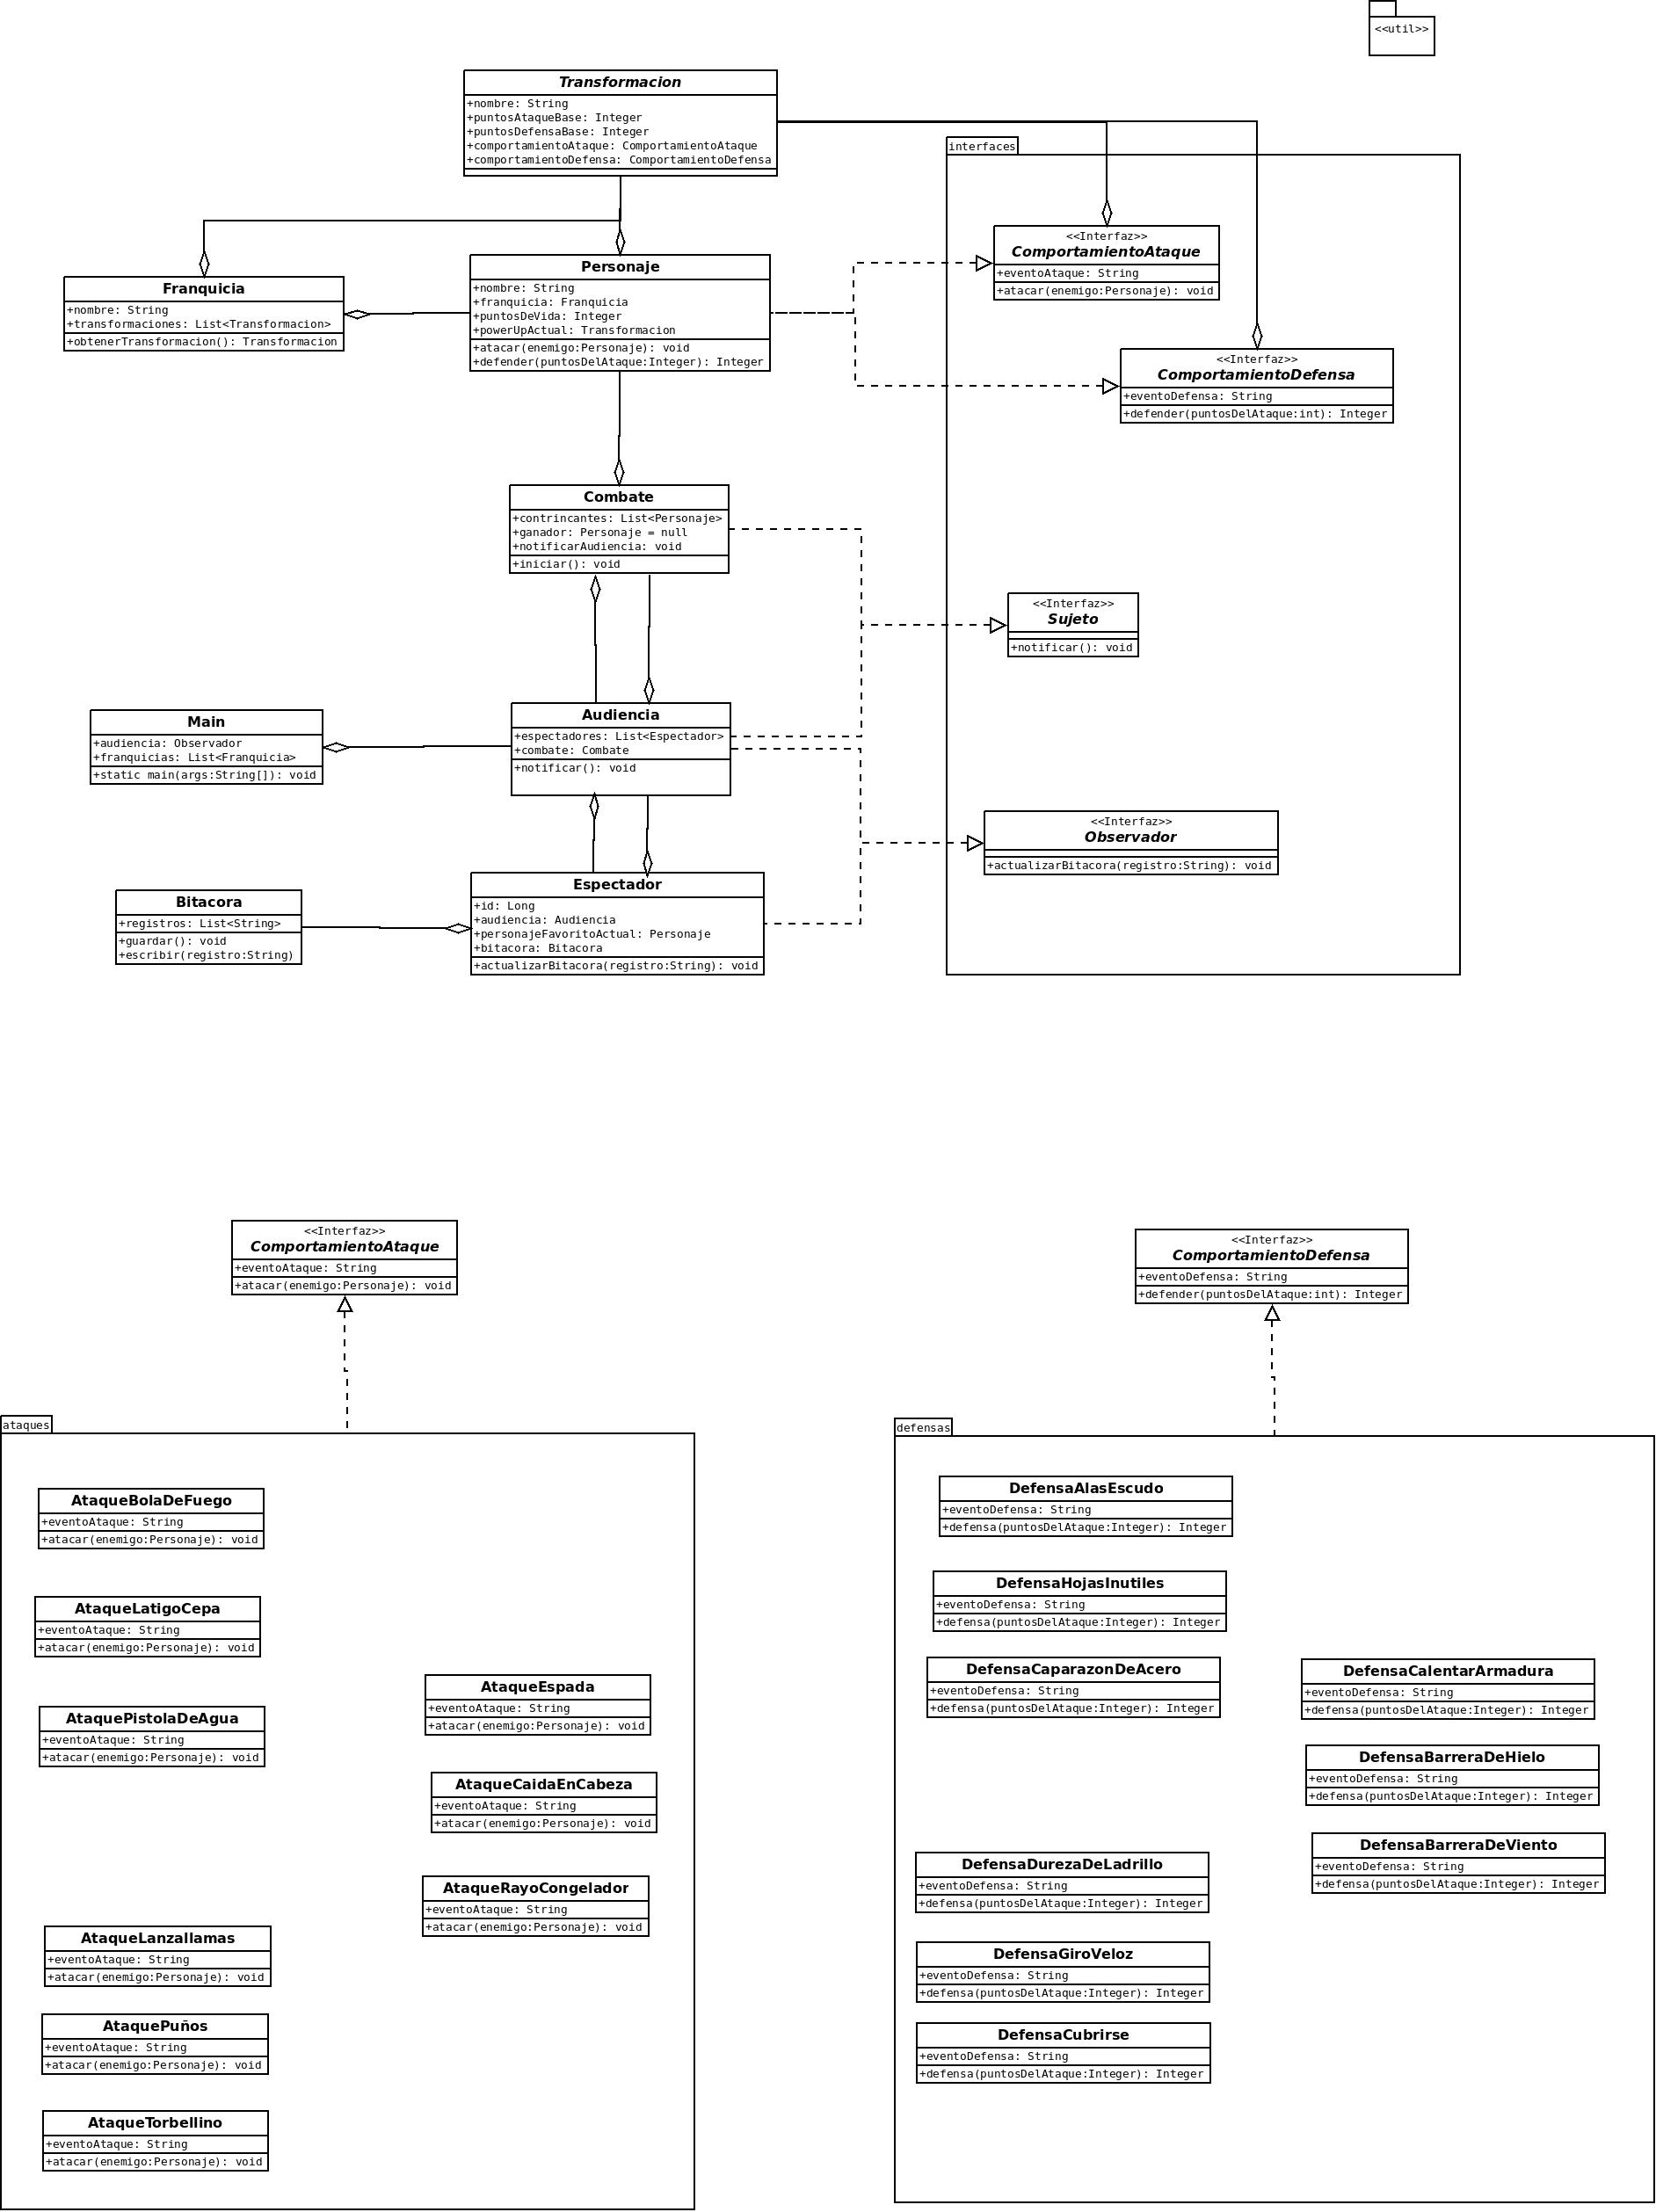 <<util>>
Transformacion
+nombre: String
+puntosAtaqueBase: Integer
+puntosDefensaBase: Integer
+comportamientoAtaque: ComportamientoAtaque
+comportamientoDefensa: ComportamientoDefensa
interfaces
<<Interfaz>>
ComportamientoAtaque
+eventoAtaque: String
+atacar(enemigo:Personaje): void
Franquicia
+nombre: String
+transformaciones: List<Transformacion>
+obtenerTransformacion(): Transformacion
Personaje
+nombre: String
+franquicia: Franquicia
+puntosDeVida: Integer
+powerUpActual: Transformacion
+atacar(enemigo:Personaje): void
+defender(puntosDelAtaque:Integer): Integer
<<Interfaz>>
ComportamientoDefensa
+eventoDefensa: String
+defender(puntosDelAtaque:int): Integer
Combate
+contrincantes: List<Personaje>
+ganador: Personaje = null
+notificarAudiencia: void
+iniciar(): void
<<Interfaz>>
Sujeto
+notificar(): void
Main
+audiencia: Observador
+franquicias: List<Franquicia>
+static main(args:String[]): void
Audiencia
+espectadores: List<Espectador>
+combate: Combate
+notificar(): void
<<Interfaz>>
Observador
+actualizarBitacora(registro:String): void
Bitacora
+registros: List<String>
+guardar(): void
+escribir(registro:String)
Espectador
+id: Long
+audiencia: Audiencia
+personajeFavoritoActual: Personaje
+bitacora: Bitacora
+actualizarBitacora(registro:String): void
<<Interfaz>>
ComportamientoAtaque
+eventoAtaque: String
+atacar(enemigo:Personaje): void
<<Interfaz>>
ComportamientoDefensa
+eventoDefensa: String
+defender(puntosDelAtaque:int): Integer
ataques
AtaqueBolaDeFuego
+eventoAtaque: String
+atacar(enemigo:Personaje): void
AtaqueLatigoCepa
+eventoAtaque: String
+atacar(enemigo:Personaje): void
AtaquePistolaDeAgua
+eventoAtaque: String
+atacar(enemigo:Personaje): void
AtaqueEspada
+eventoAtaque: String
+atacar(enemigo:Personaje): void
AtaqueCaidaEnCabeza
+eventoAtaque: String
+atacar(enemigo:Personaje): void
AtaqueRayoCongelador
+eventoAtaque: String
+atacar(enemigo:Personaje): void
AtaqueLanzallamas
+eventoAtaque: String
+atacar(enemigo:Personaje): void
AtaquePuños
+eventoAtaque: String
+atacar(enemigo:Personaje): void
AtaqueTorbellino
+eventoAtaque: String
+atacar(enemigo:Personaje): void
defensas
DefensaAlasEscudo
+eventoDefensa: String
+defensa(puntosDelAtaque:Integer): Integer
DefensaHojasInutiles
+eventoDefensa: String
+defensa(puntosDelAtaque:Integer): Integer
DefensaCaparazonDeAcero
+eventoDefensa: String
+defensa(puntosDelAtaque:Integer): Integer
DefensaCalentarArmadura
+eventoDefensa: String
+defensa(puntosDelAtaque:Integer): Integer
DefensaBarreraDeHielo
+eventoDefensa: String
+defensa(puntosDelAtaque:Integer): Integer
DefensaBarreraDeViento
+eventoDefensa: String
+defensa(puntosDelAtaque:Integer): Integer
DefensaDurezaDeLadrillo
+eventoDefensa: String
+defensa(puntosDelAtaque:Integer): Integer
DefensaGiroVeloz
+eventoDefensa: String
+defensa(puntosDelAtaque:Integer): Integer
DefensaCubrirse
+eventoDefensa: String
+defensa(puntosDelAtaque:Integer): Integer